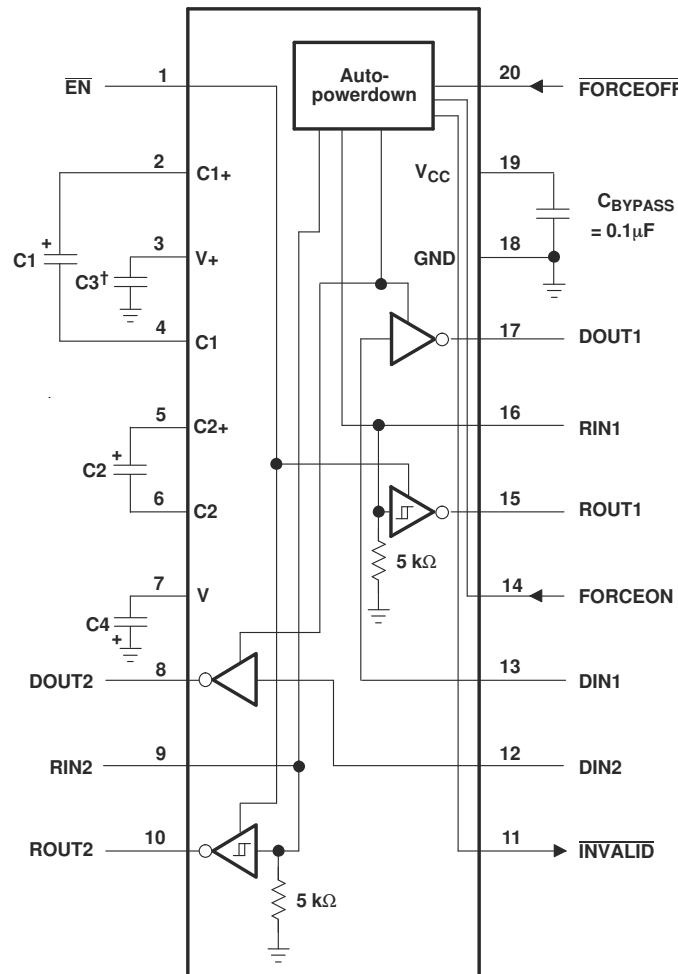 Auto-
powerdown
1
EN
20
FORCEOFF
2
C1+
VCC
19
CBYPASS
= 0.1µF
+
C1
3
V+
C3†
GND
18
4
C1
17
DOUT1
5
C2+
16
RIN1
+
C2
6
C2
15
ROUT1
5 kΩ
7
V
14
FORCEON
C4
+
8
DOUT2
13
DIN1
9
RIN2
12
DIN2
10
ROUT2
11
INVALID
5 kΩ